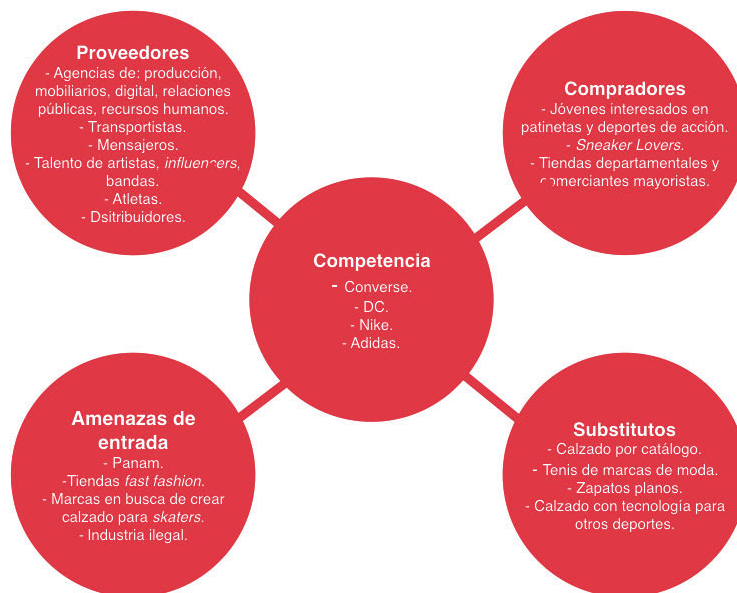 Proveedores
- Agencias de: producción,
mobiliarios, digital, relaciones
públicas, recursos humanos.
- Transportistas.
- Mensajeros.
- Talento de artistas, influencers,
bandas.
- Atletas.
- Dsitribuidores.
Compradores
- Jóvenes interesados en
patinetas y deportes de acción.
- Sneaker Lovers.
- Tiendas departamentales y
comerciantes mayoristas.
Competencia
- Converse.
- DC.
- Nike.
- Adidas.
Amenazas de
entrada
- Panam.
-Tiendas fast fashion.
- Marcas en busca de crear
calzado para skaters.
- Industria ilegal.
Substitutos
- Calzado por catálogo.
- Tenis de marcas de moda.
- Zapatos planos.
- Calzado con tecnología para
otros deportes.